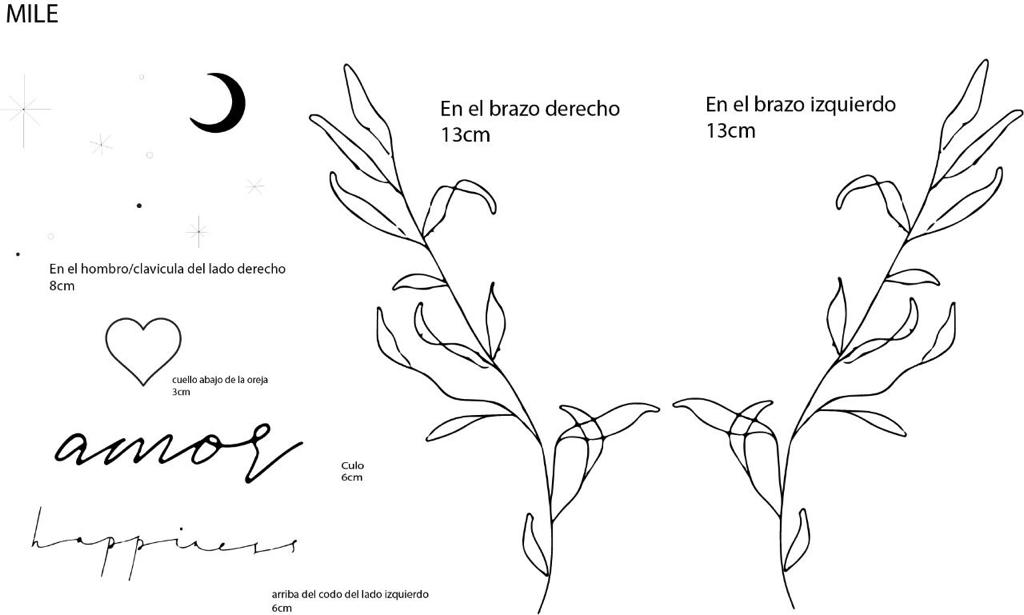 MILE
En el brazo derecho
13cm
En el brazo izquierdo
13cm
En el hombro/clavicula del lado derecho
8cm
cuello abajo de la oreja
3cm
amor
Culo
6cm
happiness
arriba del codo del lado izquierdo
6cm